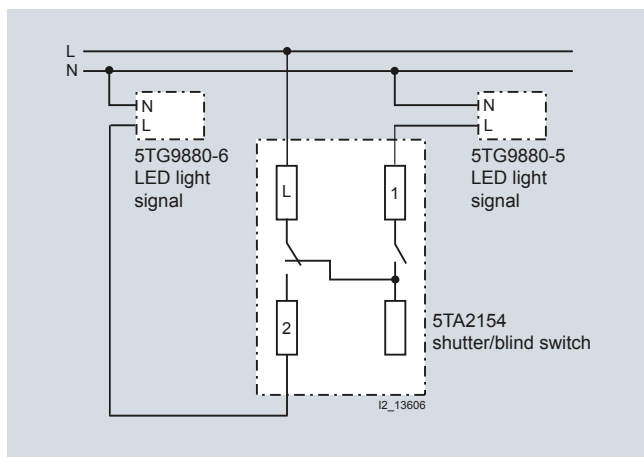 L
N
N
L
5TG9880-6
LED light
signal
N
L
5TG9880-5
LED light
signal
L
1
2
5TA2154
shutter/blind switch
I2_13606